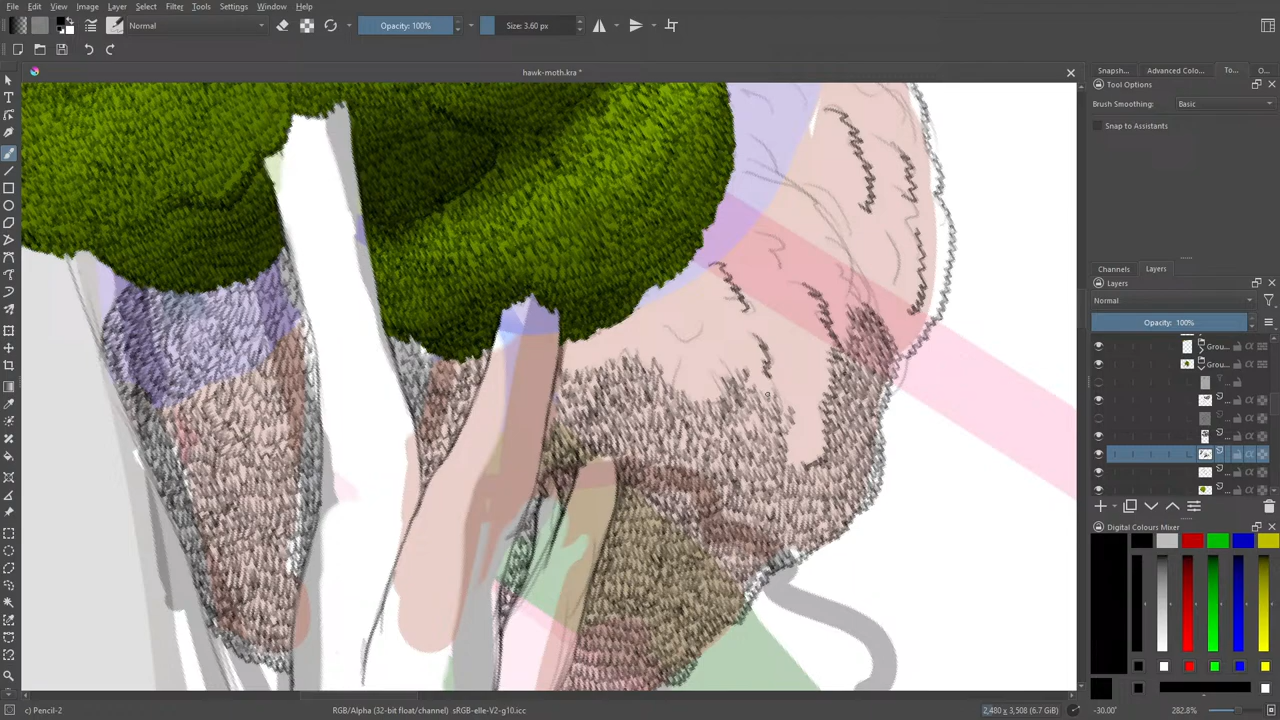 File Edit View Image Layer Select Filter Tools Settings Window Help
Normal Opacity: 100% Size: 3.60 px
hawk-moth.kra *
Snapsh... Advanced Colo... To... O...
Tool Options
Brush Smoothing: Basic
Snap to Assistants
Channels Layers
Layers
Normal
Opacity: 100%
Grou...
Grou...
Digital Colours Mixer
c) Pencil-2 RGB/Alpha (32-bit float/channel) sRGB-elle-V2-g10.icc 2,480 x 3,508 (6.7 GiB) -30.00° 282.8%